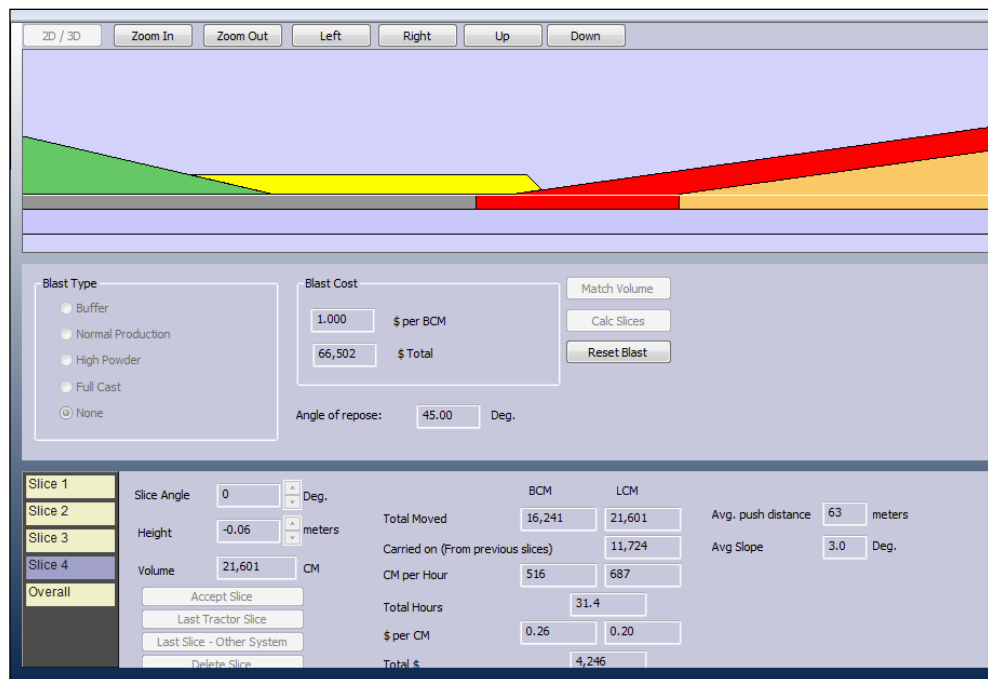 2D / 3D Zoom In Zoom Out Left Right Up Down
Blast Type
Buffer
Normal Production
High Powder
Full Cast
None
Blast Cost
1.000 $ per BCM
66,502 $ Total
Angle of repose: 45.00 Deg.
Match Volume
Calc Slices
Reset Blast
Slice 1
Slice 2
Slice 3
Slice 4
Overall
Slice Angle 0 Deg.
Height -0.06 meters
Volume 21,601 CM
Accept Slice
Last Tractor Slice
Last Slice - Other System
Delete Slice
BCM LCM
Total Moved 16,241 21,601
Carried on (From previous slices) 11,724
CM per Hour 516 687
Total Hours 31.4
$ per CM 0.26 0.20
Total $ 4,246
Avg. push distance 63 meters
Avg Slope 3.0 Deg.